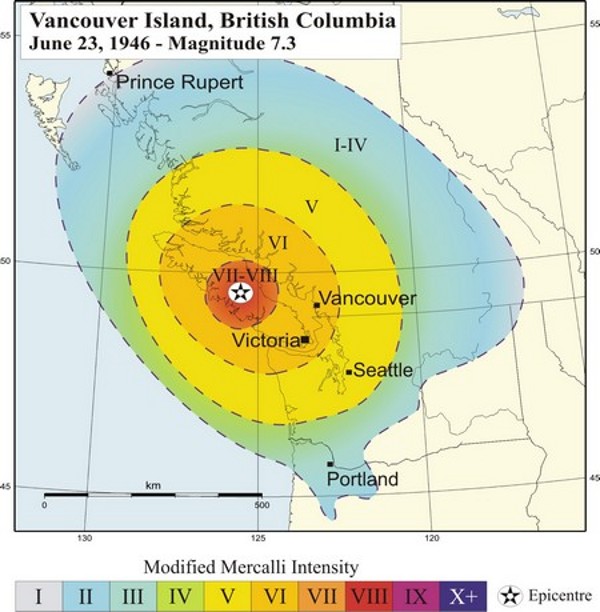 Vancouver Island, British Columbia
June 23, 1946 - Magnitude 7.3
55
55
Prince Rupert
I-IV
V
VI
50
50
VII-VIII
Vancouver
Victoria
Seattle
Portland
45
45
km
0
500
130
125
120
Modified Mercalli Intensity
I II III IV V VI VII VIII IX X+ Epicentre